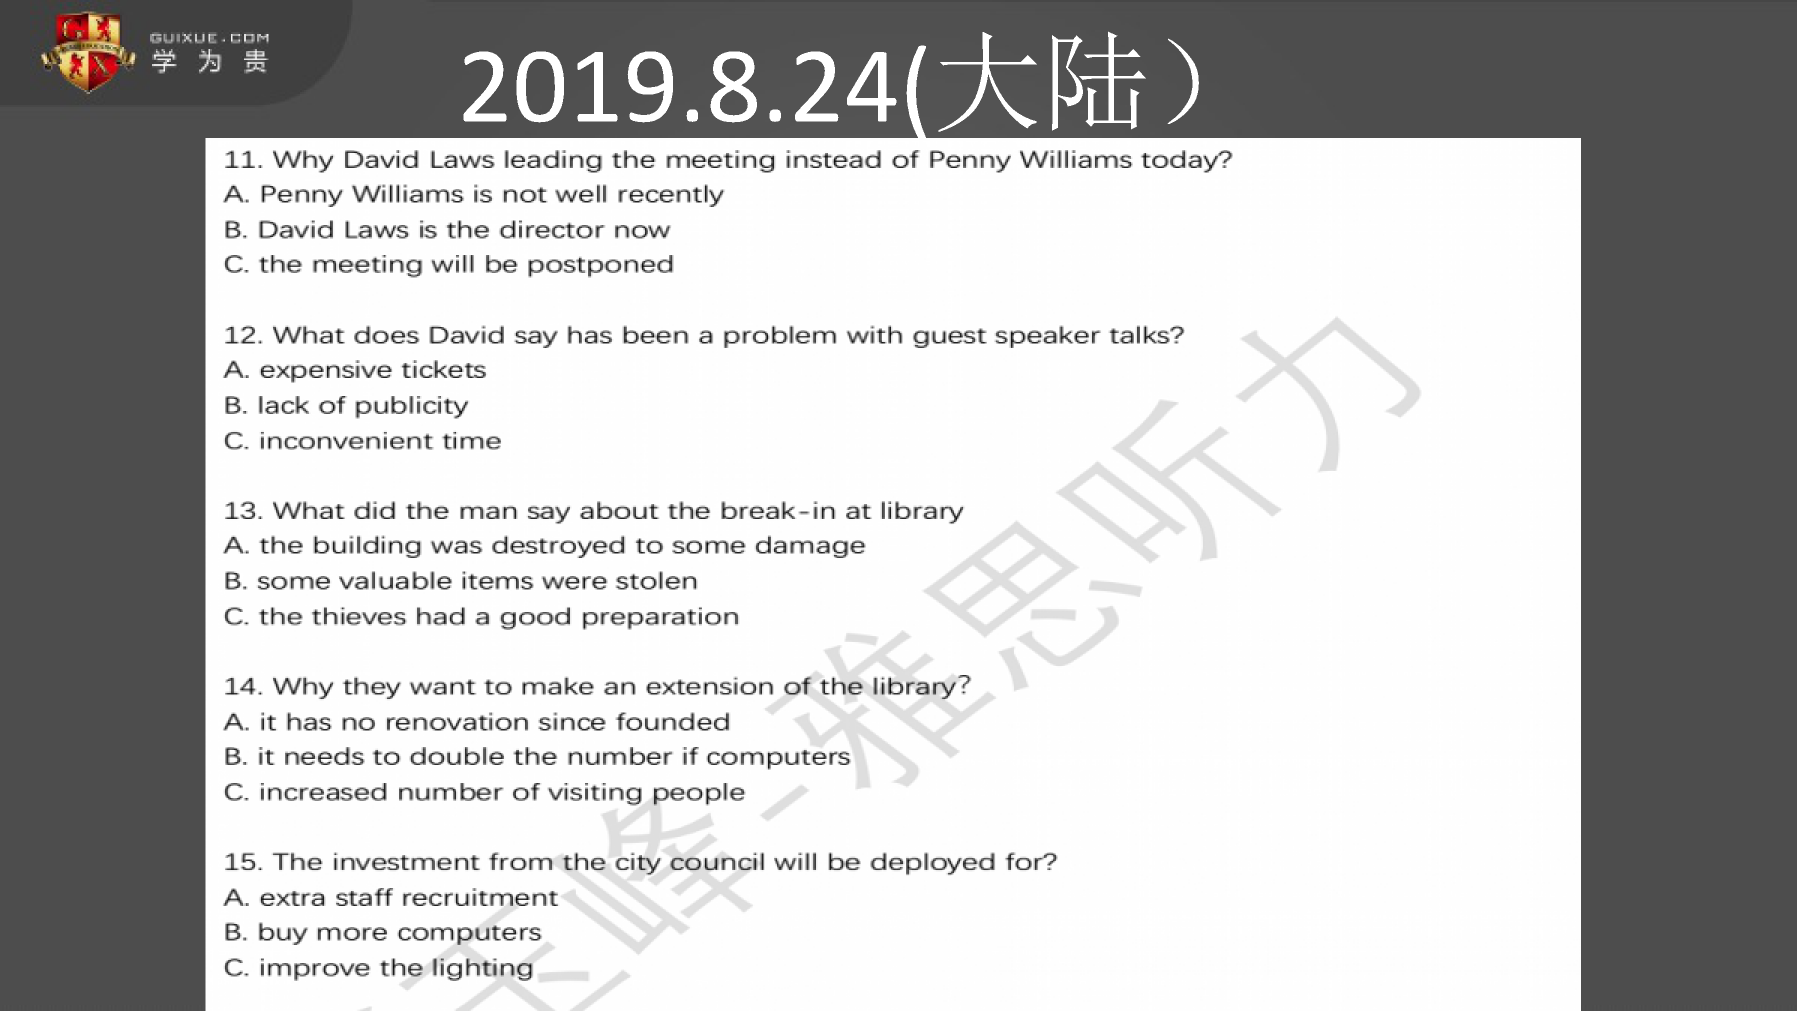 GUIXUE.COM
学为贵
2019.8.24(大陆）
11. Why David Laws leading the meeting instead of Penny Williams today?
A. Penny Williams is not well recently
B. David Laws is the director now
C. the meeting will be postponed
12. What does David say has been a problem with guest speaker talks?
A. expensive tickets
B. lack of publicity
C. inconvenient time
13. What did the man say about the break-in at library
A. the building was destroyed to some damage
B. some valuable items were stolen
C. the thieves had a good preparation
14. Why they want to make an extension of the library?
A. it has no renovation since founded
B. it needs to double the number if computers
C. increased number of visiting people
15. The investment from the city council will be deployed for?
A. extra staff recruitment
B. buy more computers
C. improve the lighting
玉峰-雅思听力